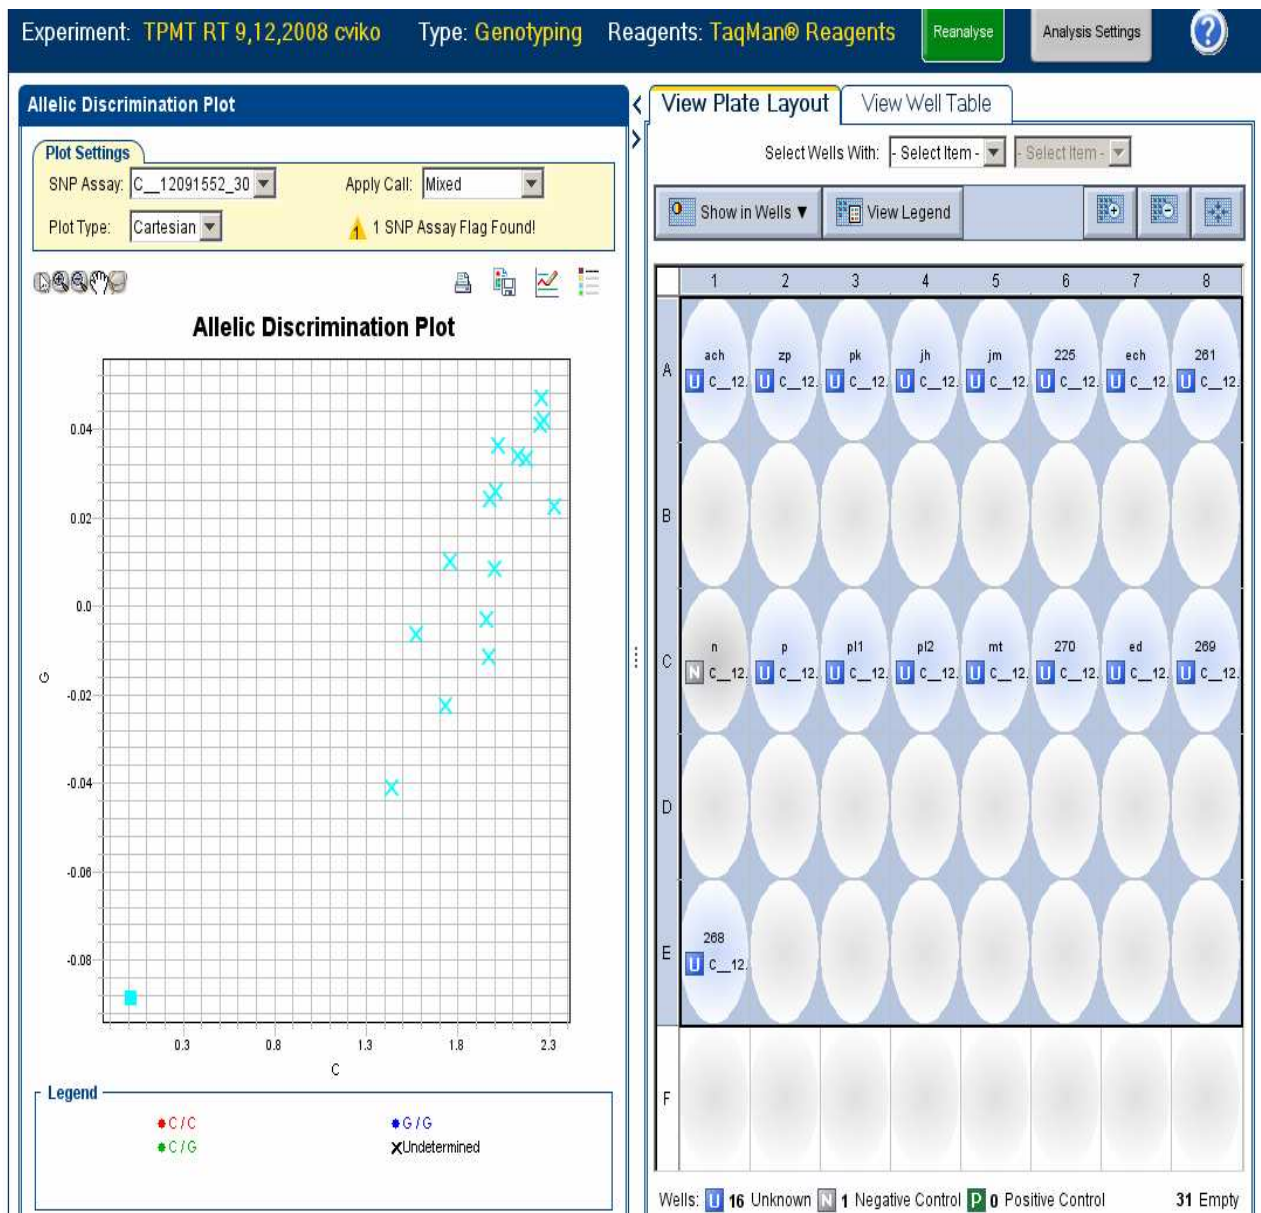 Experiment: TPMT RT 9,12,2008 cviko Type: Genotyping Reagents: TaqMan® Reagents Reanalyse Analysis Settings ?
Allelic Discrimination Plot
Plot Settings
SNP Assay: C__12091552_30 Apply Call: Mixed
Plot Type: Cartesian 1 SNP Assay Flag Found!
Allelic Discrimination Plot
0.04
0.02
0.0
-0.02
-0.04
-0.06
-0.08
G
0.3 0.8 1.3 1.8 2.3
C
Legend
C / C G / G
C / G Undetermined
View Plate Layout View Well Table
Select Wells With: - Select Item - - Select Item -
Show in Wells ▼ View Legend
1 2 3 4 5 6 7 8
A
ach zp pk jh jm 225 ech 261
U C__12. U C__12. U C__12. U C__12. U C__12. U C__12. U C__12. U C__12.
B
C
n p pl1 pl2 mt 270 ed 269
N C__12. U C__12. U C__12. U C__12. U C__12. U C__12. U C__12. U C__12.
D
E
268
U C__12.
F
Wells: U 16 Unknown N 1 Negative Control P 0 Positive Control 31 Empty